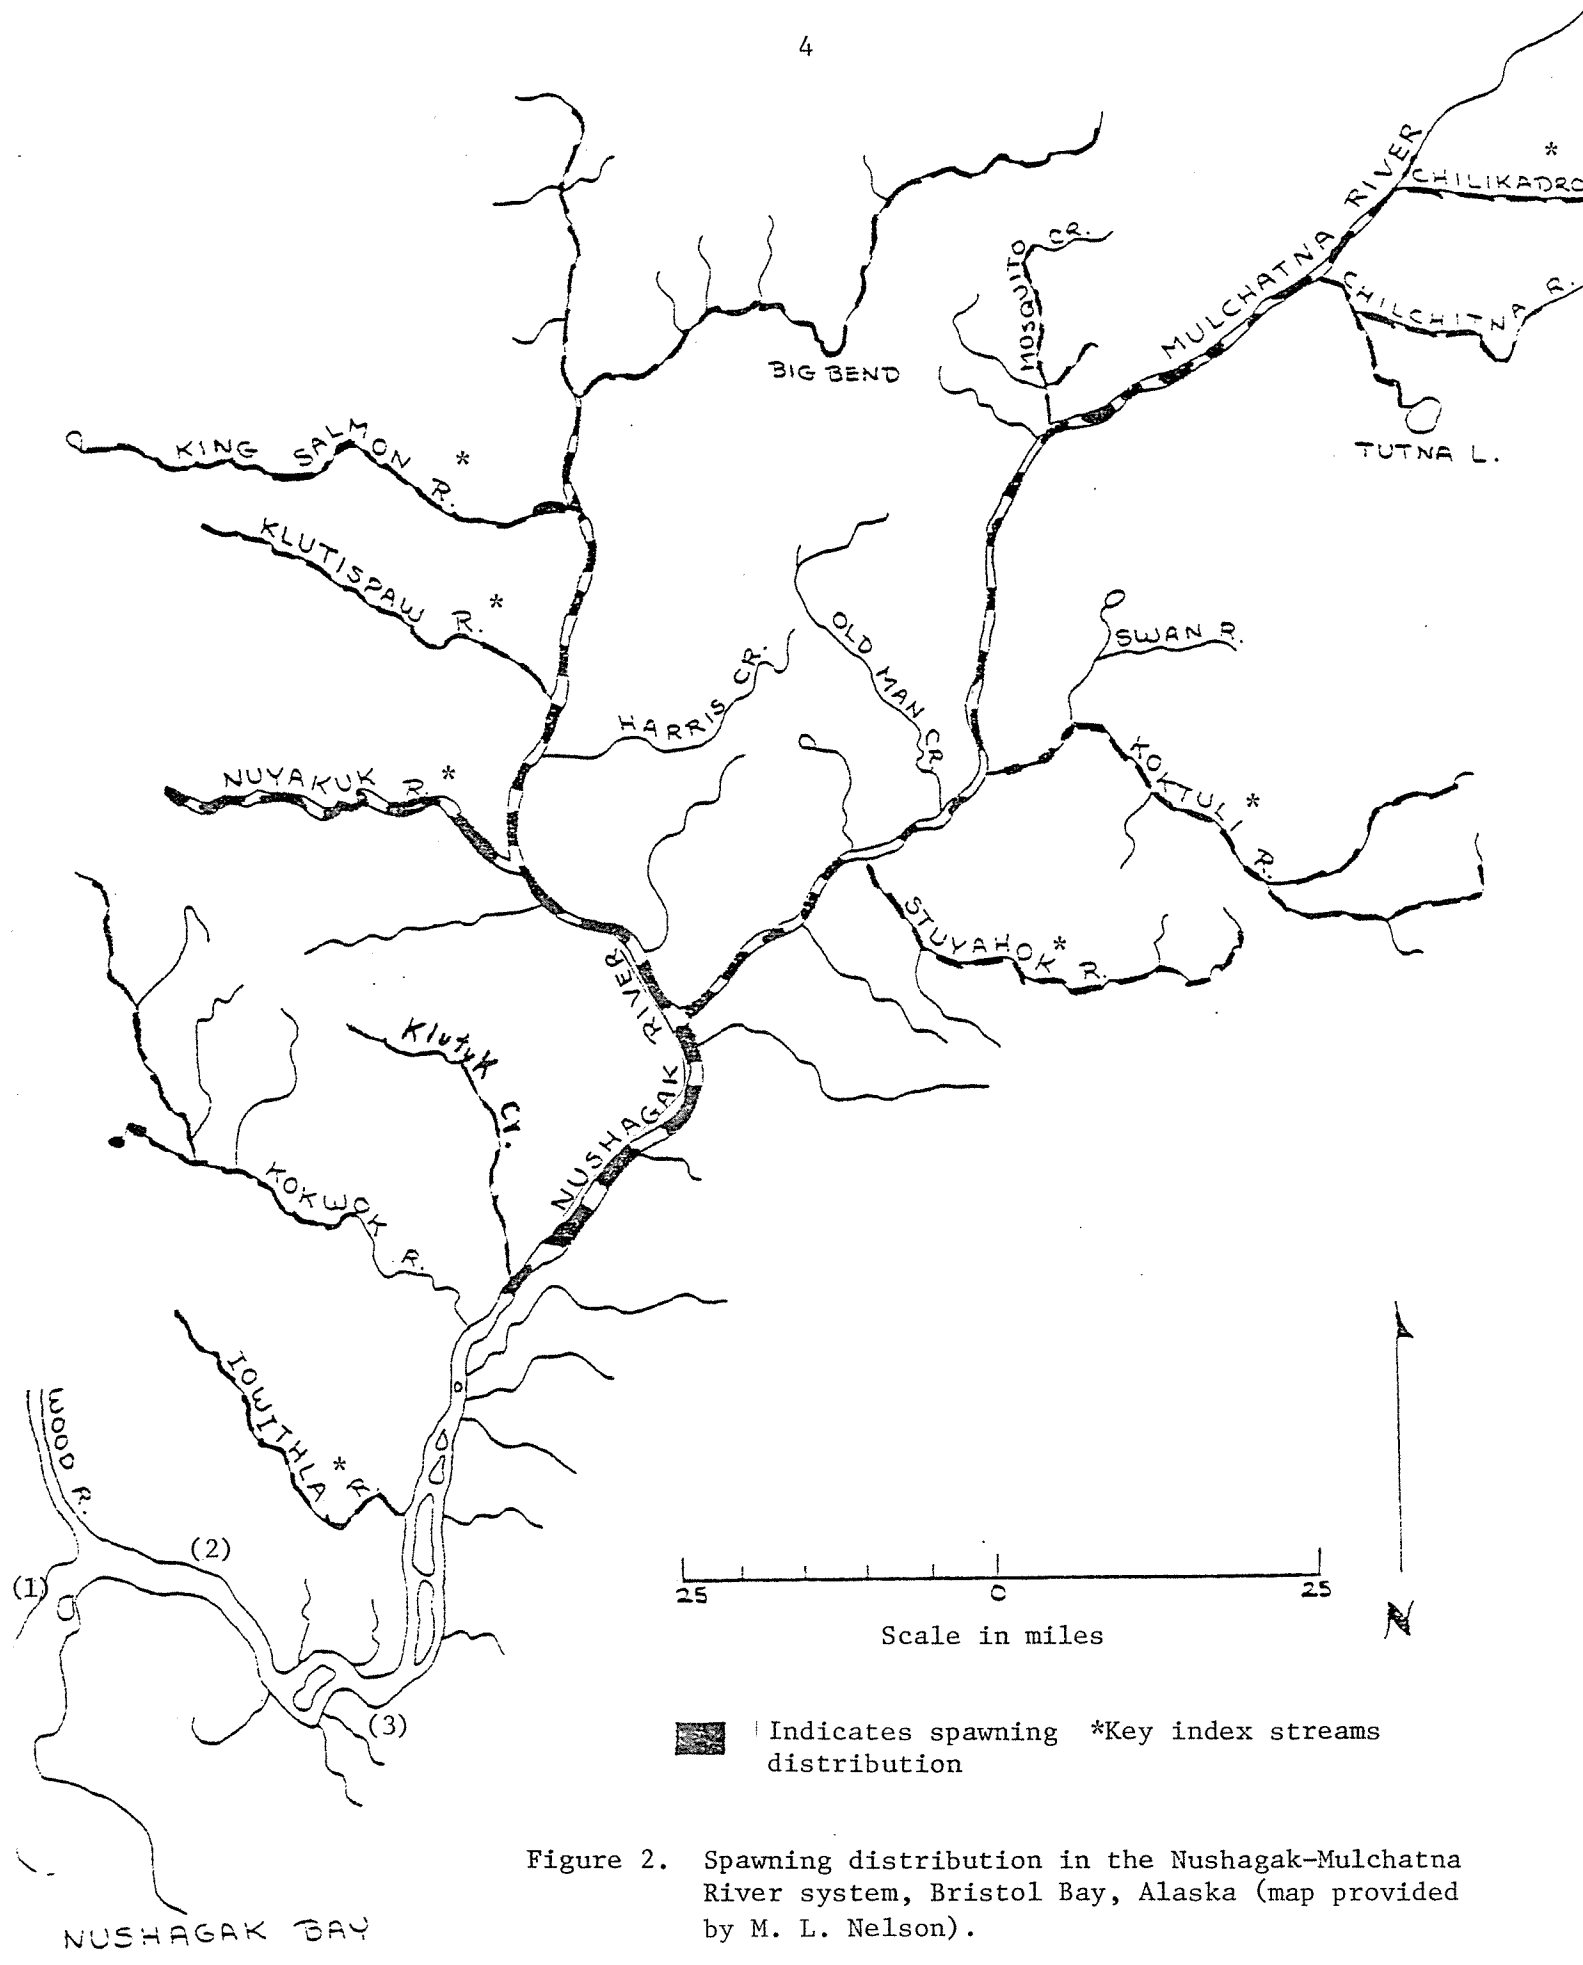 4
RIVER
CHILIKADRO
*
MULCHATNA
CHILCHITNA R.
MOSQUITO CR.
BIG BEND
TUTNA L.
KING SALMON R. *
KLUTISPAW R. *
OLD MAN CR.
SWAN R.
HARRIS CR.
NUYAKUK R. *
KOKTULI * R.
STUYAHOK * R.
RIVER
NUSHAGAK
Klutuk Cr.
KOKWOK R.
IOWITHLA * R.
WOOD R.
(1)
(2)
(3)
25 0 25
Scale in miles
N
Indicates spawning *Key index streams
distribution
Figure 2. Spawning distribution in the Nushagak-Mulchatna
River system, Bristol Bay, Alaska (map provided
by M. L. Nelson).
NUSHAGAK BAY